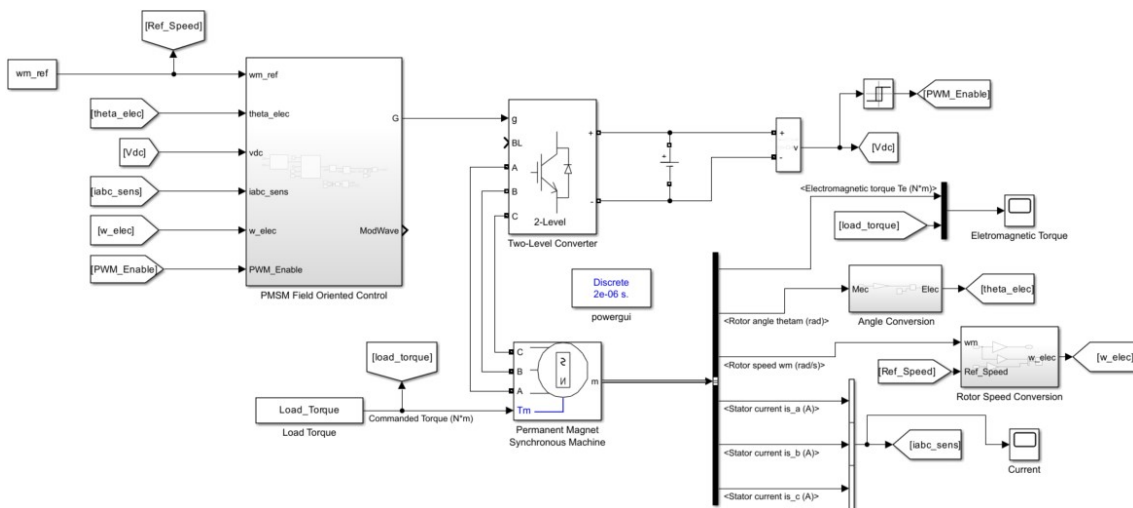 [Ref_Speed]
wm_ref
wm_ref
[theta_elec]
theta_elec
[Vdc]
vdc
[iabc_sens]
iabc_sens
[w_elec]
w_elec
[PWM_Enable]
PWM_Enable
G
ModWave
PMSM Field Oriented Control
g
BL
A
B
C
+
-
2-Level
Two-Level Converter
+
+
-
v
[PWM_Enable]
[Vdc]
<Electromagnetic torque Te (N*m)>
[load_torque]
Eletromagnetic Torque
Discrete
2e-06 s.
powergui
Mec
Elec
[theta_elec]
Angle Conversion
<Rotor angle thetam (rad)>
<Rotor speed wm (rad/s)>
wm
w_elec
[w_elec]
[Ref_Speed]
Ref_Speed
Rotor Speed Conversion
[load_torque]
Load_Torque
Load Torque
Commanded Torque (N*m)
C
B
A
Tm
S
N
m
Permanent Magnet
Synchronous Machine
<Stator current is_a (A)>
<Stator current is_b (A)>
<Stator current is_c (A)>
[iabc_sens]
Current